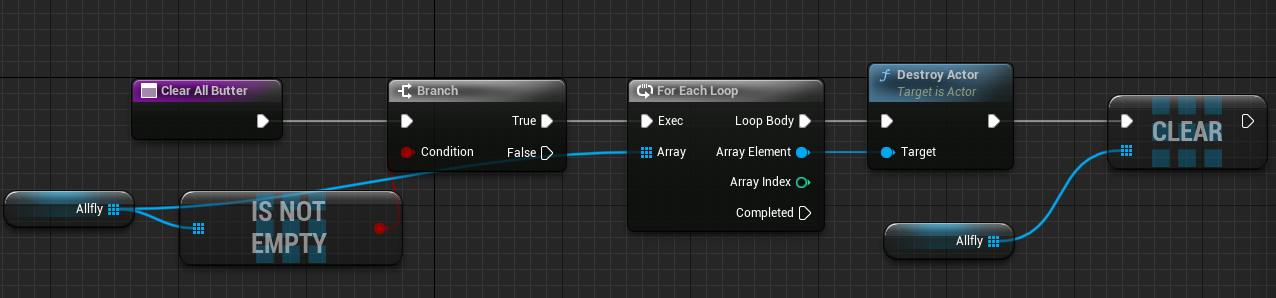 Clear All Butter
Branch
True
Condition
False
For Each Loop
Exec
Loop Body
Array
Array Element
Array Index
Completed
f Destroy Actor
Target is Actor
Target
CLEAR
Allfly
IS NOT
EMPTY
Allfly